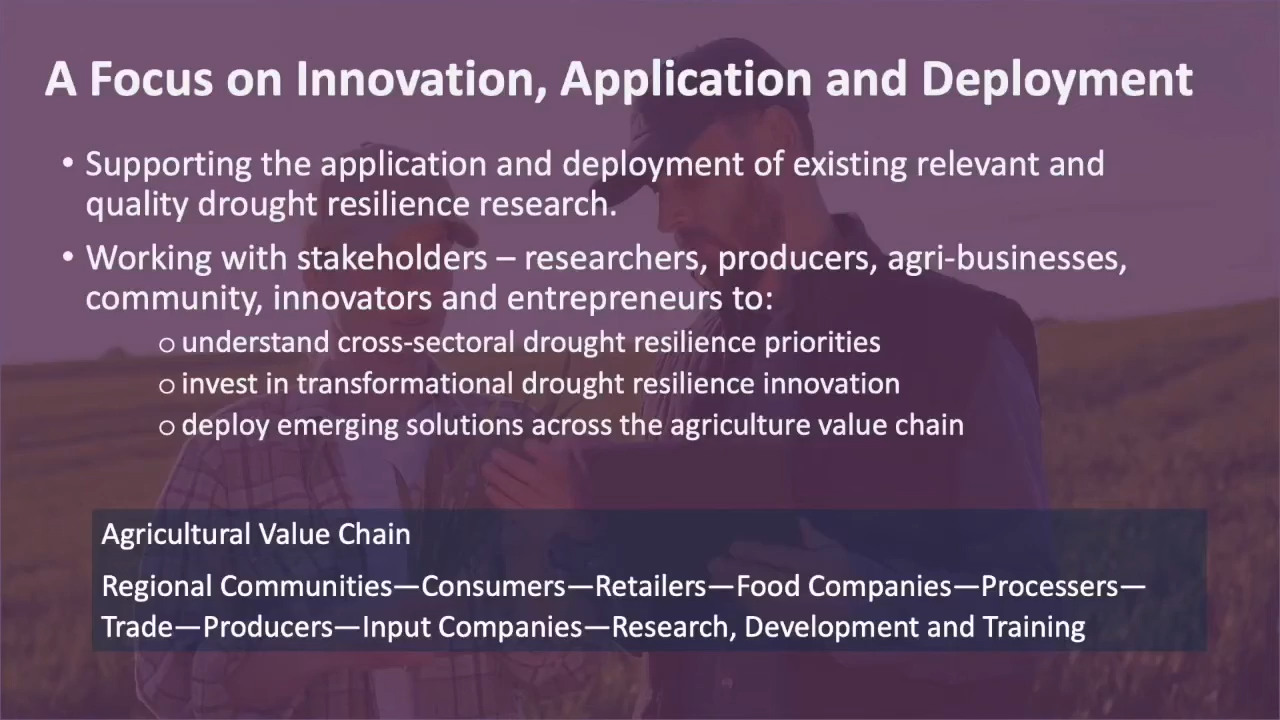 A Focus on Innovation, Application and Deployment
• Supporting the application and deployment of existing relevant and
quality drought resilience research.
• Working with stakeholders – researchers, producers, agri-businesses,
community, innovators and entrepreneurs to:
o understand cross-sectoral drought resilience priorities
o invest in transformational drought resilience innovation
o deploy emerging solutions across the agriculture value chain
Agricultural Value Chain
Regional Communities—Consumers—Retailers—Food Companies—Processers—
Trade—Producers—Input Companies—Research, Development and Training